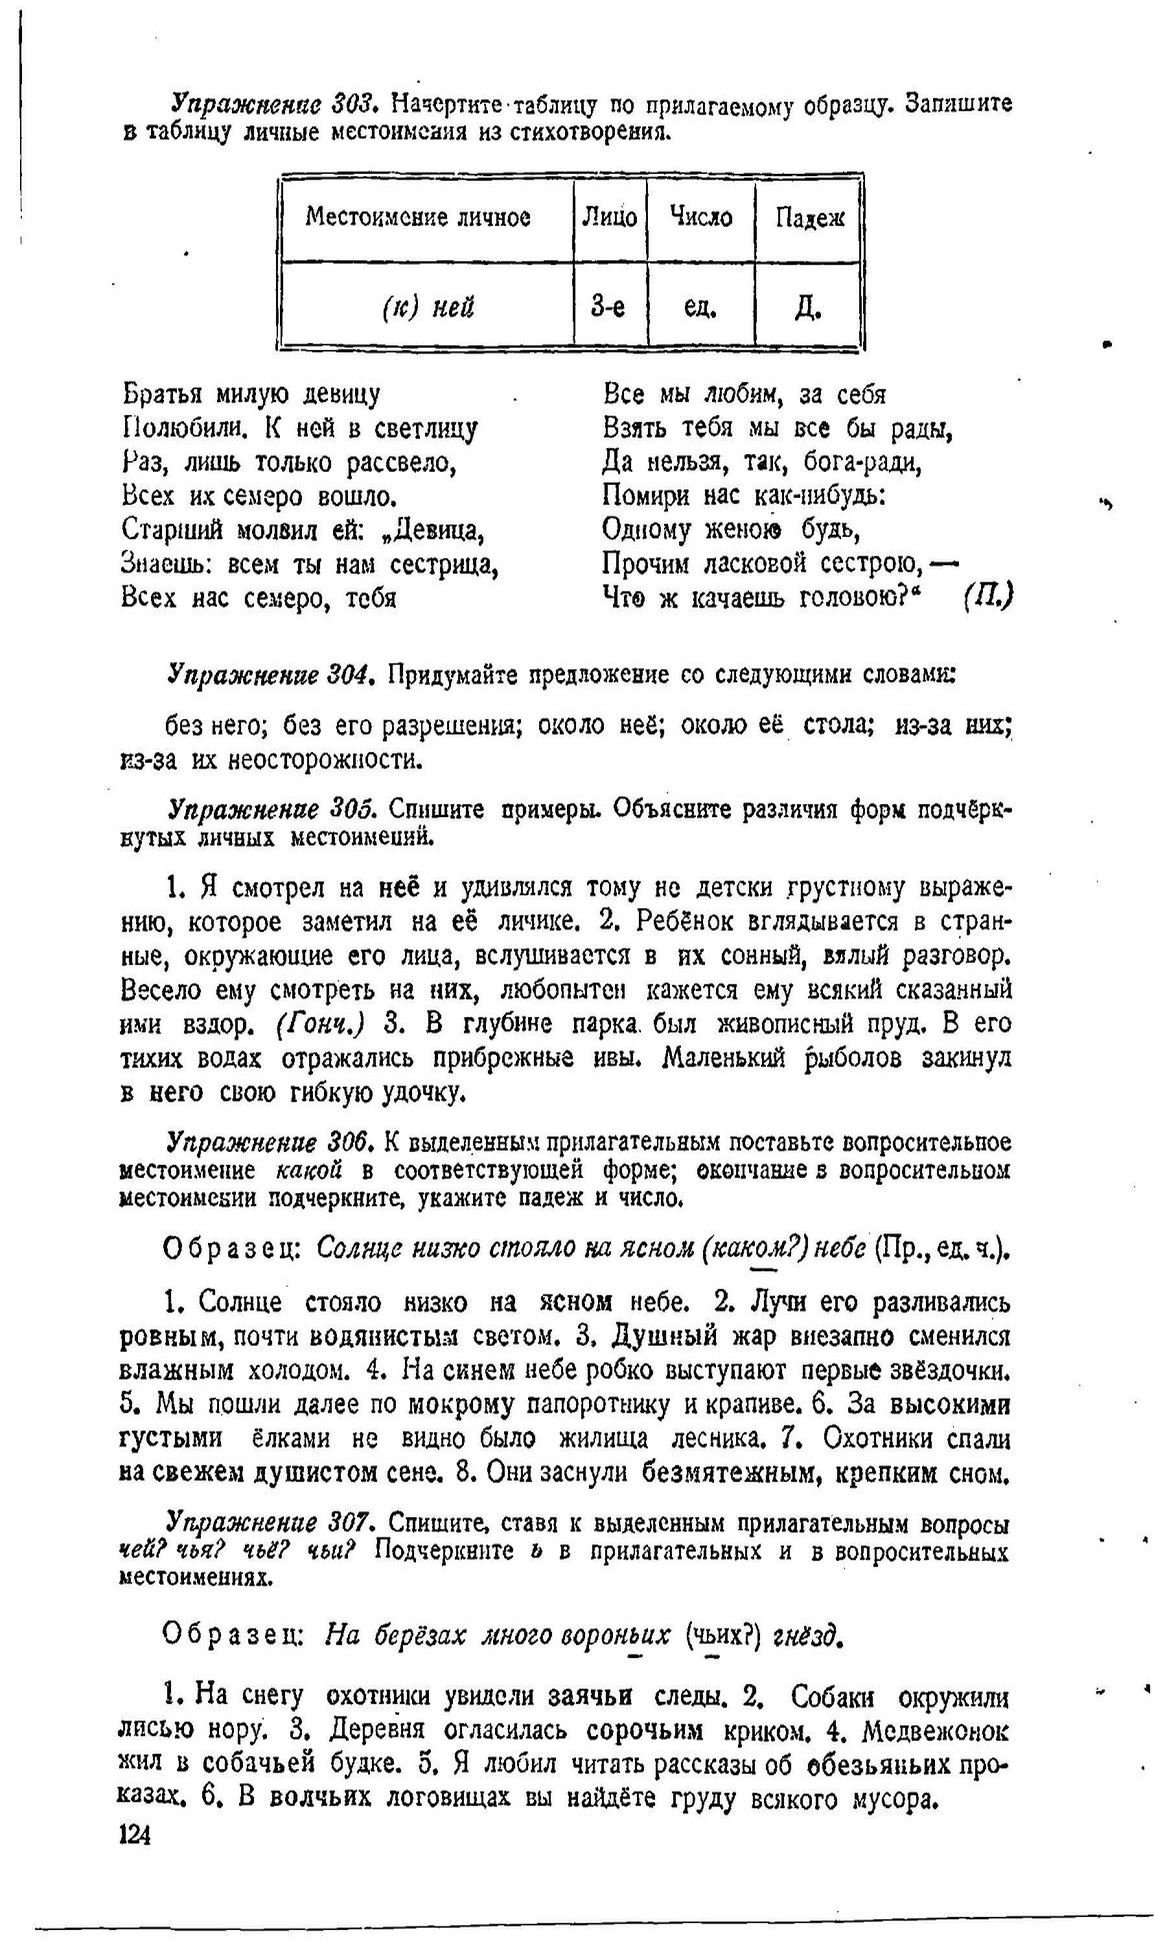 Упражнение 303. Начертите таблицу по прилагаемому образцу. Запишите
в таблицу личные местоимения из стихотворения.
Местоимение личное Лицо Число Падеж
(к) ней 3-е ед. Д.
Братья милую девицу
Полюбили. К ней в светлицу
Раз, лишь только рассвело,
Всех их семеро вошло.
Старший молвил ей: „Девица,
Знаешь: всем ты нам сестрица,
Всех нас семеро, тебя
Все мы любим, за себя
Взять тебя мы все бы рады,
Да нельзя, так, бога-ради,
Помири нас как-нибудь:
Одному женою будь,
Прочим ласковой сестрою,—
Что ж качаешь головою?“ (П.)
Упражнение 304. Придумайте предложение со следующими словами:
без него; без его разрешения; около неё; около её стола; из-за них;
из-за их неосторожности.
Упражнение 305. Спишите примеры. Объясните различия форм подчёрк-
нутых личных местоимений.
1. Я смотрел на неё и удивлялся тому не детски грустному выраже-
нию, которое заметил на её личике. 2. Ребёнок вглядывается в стран-
ные, окружающие его лица, вслушивается в их сонный, вялый разговор.
Весело ему смотреть на них, любопытен кажется ему всякий сказанный
ими вздор. (Гонч.) 3. В глубине парка был живописный пруд. В его
тихих водах отражались прибрежные ивы. Маленький рыболов закинул
в него свою гибкую удочку.
Упражнение 306. К выделенным прилагательным поставьте вопросительное
местоимение какой в соответствующей форме; окончание в вопросительном
местоимении подчеркните, укажите падеж и число.
Образец: Солнце низко стояло на ясном (каком?) небе (Пр., ед. ч.).
1. Солнце стояло низко на ясном небе. 2. Лучи его разливались
ровным, почти водянистым светом. 3. Душный жар внезапно сменился
влажным холодом. 4. На синем небе робко выступают первые звёздочки.
5. Мы пошли далее по мокрому папоротнику и крапиве. 6. За высокими
густыми ёлками не видно было жилища лесника. 7. Охотники спали
на свежем душистом сене. 8. Они заснули безмятежным, крепким сном.
Упражнение 307. Спишите, ставя к выделенным прилагательным вопросы
чей? чья? чьё? чьи? Подчеркните ь в прилагательных и в вопросительных
местоимениях.
Образец: На берёзах много вороньих (чьих?) гнёзд.
1. На снегу охотники увидели заячьи следы. 2. Собаки окружили
лисью нору. 3. Деревня огласилась сорочьим криком. 4. Медвежонок
жил в собачьей будке. 5. Я любил читать рассказы об обезьяньих про-
казах. 6. В волчьих логовищах вы найдёте груду всякого мусора.
124